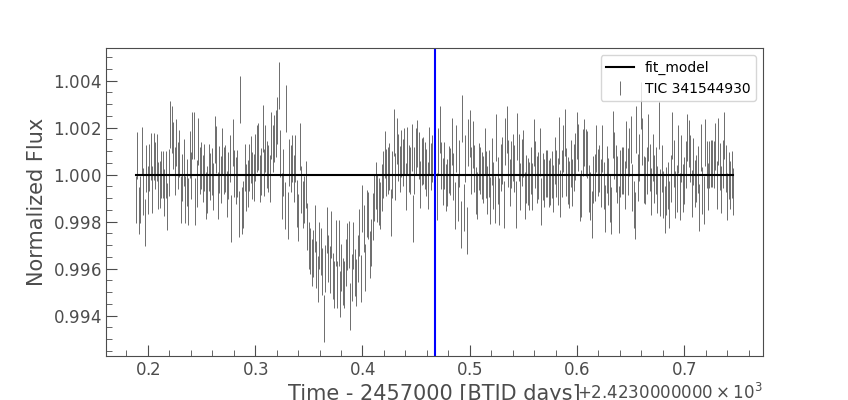 fit_model
TIC 341544930
Normalized Flux
1.004
1.002
1.000
0.998
0.996
0.994
0.2 0.3 0.4 0.5 0.6 0.7
Time - 2457000 [BTJD days]
+2.4230000000 × 10³